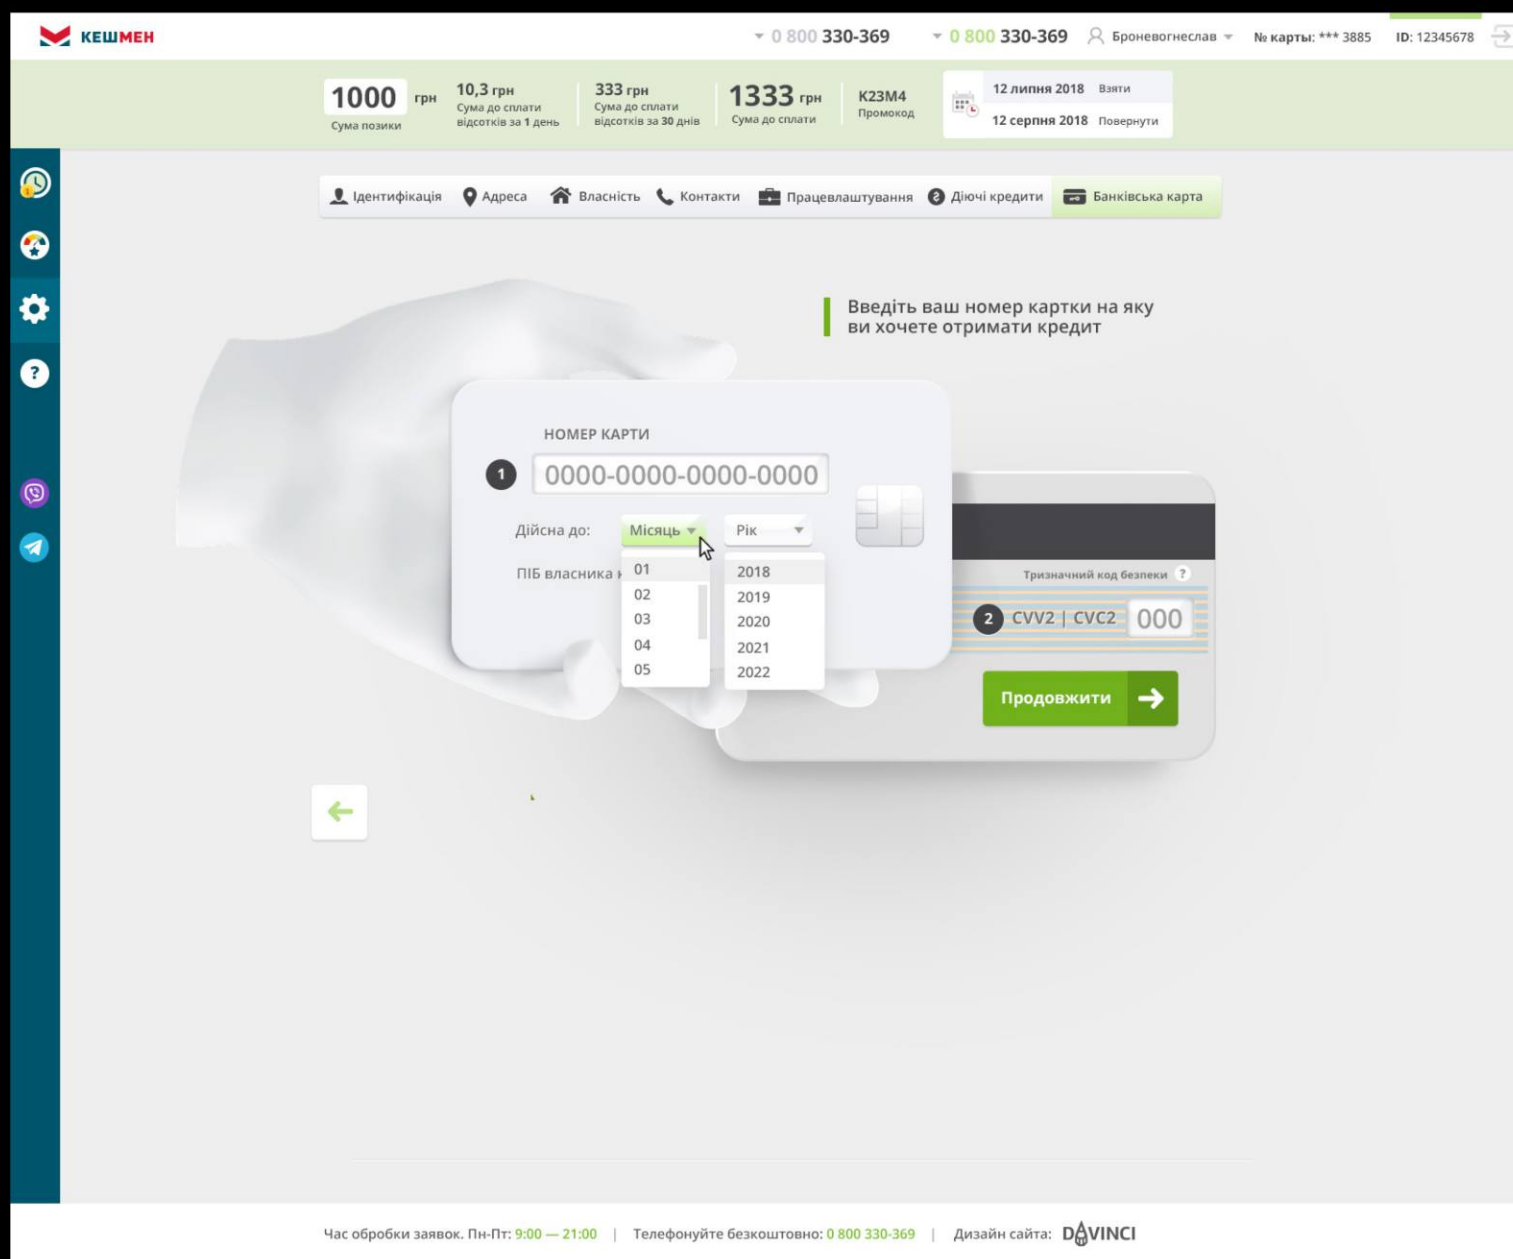 КЕШМЕН
0 800 330-369
0 800 330-369
Броневогнеслав
№ карты: *** 3885
ID: 12345678
1000 грн
Сума позики
10,3 грн
Сума до сплати
відсотків за 1 день
333 грн
Сума до сплати
відсотків за 30 днів
1333 грн
Сума до сплати
К23М4
Промокод
12 липня 2018 Взяти
12 серпня 2018 Повернути
Ідентифікація
Адреса
Власність
Контакти
Працевлаштування
Діючі кредити
Банківська карта
Введіть ваш номер картки на яку
ви хочете отримати кредит
НОМЕР КАРТИ
1
0000-0000-0000-0000
Дійсна до:
Місяць
Рік
ПІБ власника
01
02
03
04
05
2018
2019
2020
2021
2022
Тризначний код безпеки ?
2 CVV2 | CVC2 000
Продовжити
?
Час обробки заявок. Пн-Пт: 9:00 — 21:00 | Телефонуйте безкоштовно: 0 800 330-369 | Дизайн сайта: DAVINCI